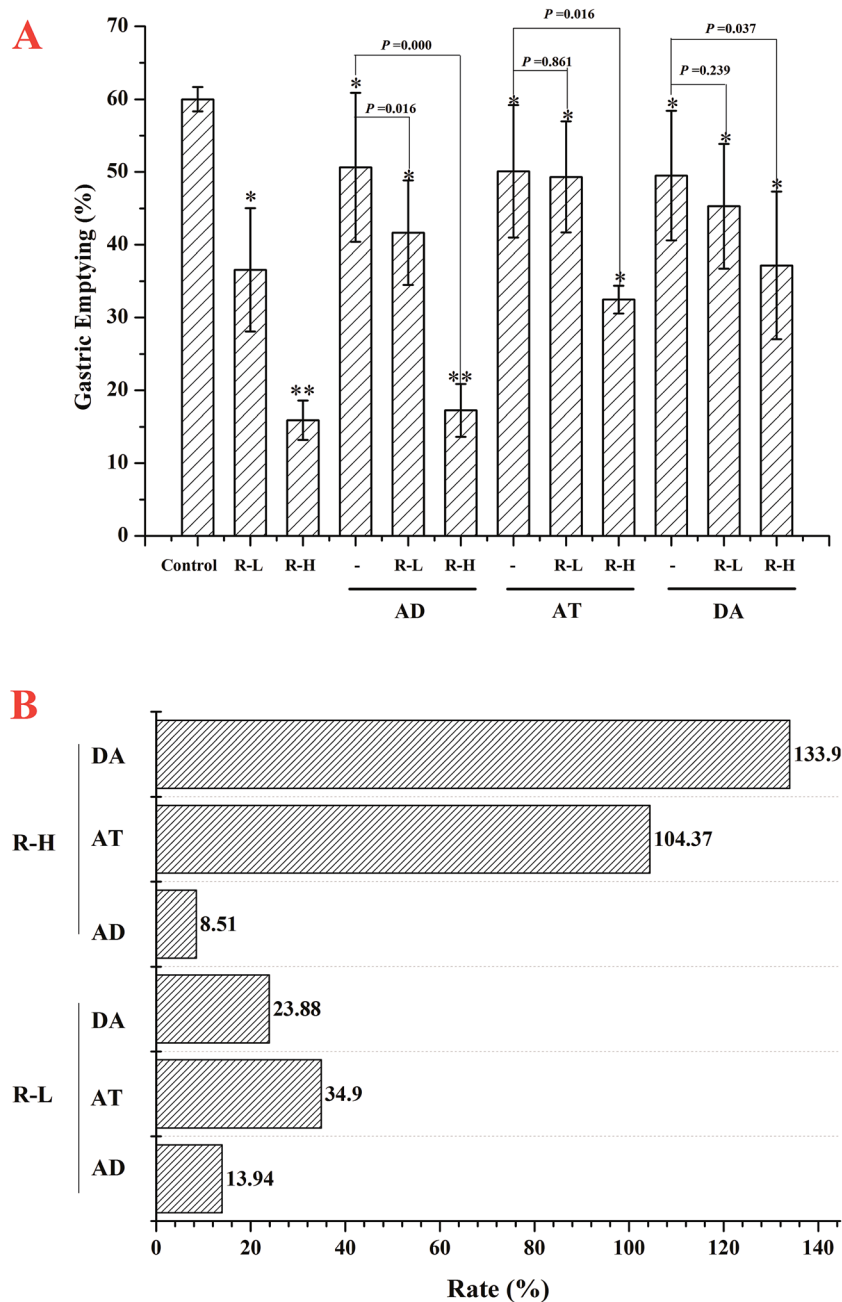 A
70
P =0.000
P =0.016
P =0.037
P =0.861
P =0.239
60
*
*
*
*
*
P =0.016
*
*
50
*
*
40
*
30
Gastric Emptying (%)
20
**
**
10
0
Control R-L R-H - R-L R-H - R-L R-H - R-L R-H
AD AT DA
B
DA 133.9
R-H AT 104.37
AD 8.51
DA 23.88
R-L AT 34.9
AD 13.94
0 20 40 60 80 100 120 140
Rate (%)